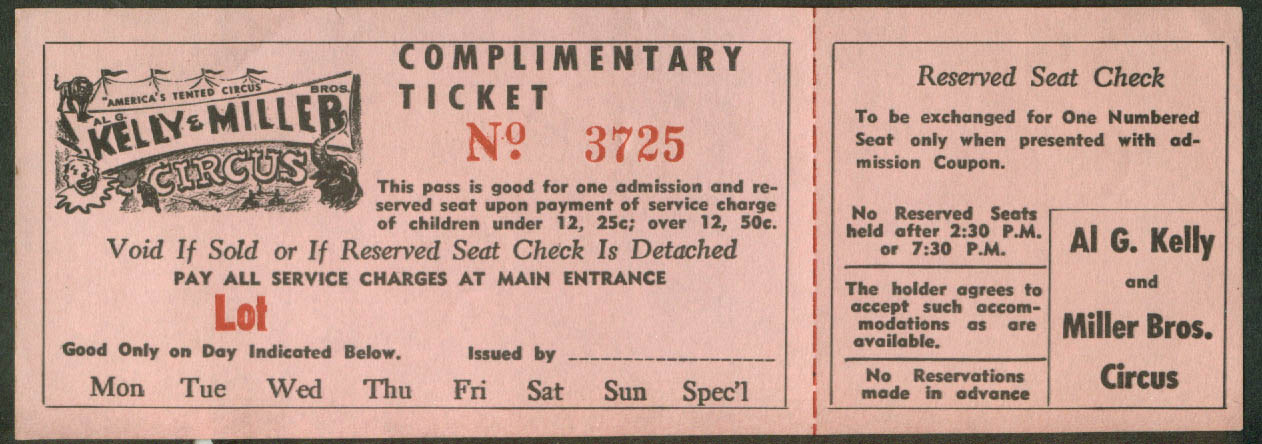 "AMERICA'S TENTED CIRCUS"
AL G.
KELLY & MILLER BROS.
CIRCUS
COMPLIMENTARY
TICKET
No. 3725
This pass is good for one admission and re-
served seat upon payment of service charge
of children under 12, 25c; over 12, 50c.
Void If Sold or If Reserved Seat Check Is Detached
PAY ALL SERVICE CHARGES AT MAIN ENTRANCE
Lot
Good Only on Day Indicated Below. Issued by
Mon Tue Wed Thu Fri Sat Sun Spec'l
Reserved Seat Check
To be exchanged for One Numbered
Seat only when presented with ad-
mission Coupon.
No Reserved Seats
held after 2:30 P.M.
or 7:30 P.M.
The holder agrees to
accept such accom-
modations as are
available.
No Reservations
made in advance
Al G. Kelly
and
Miller Bros.
Circus